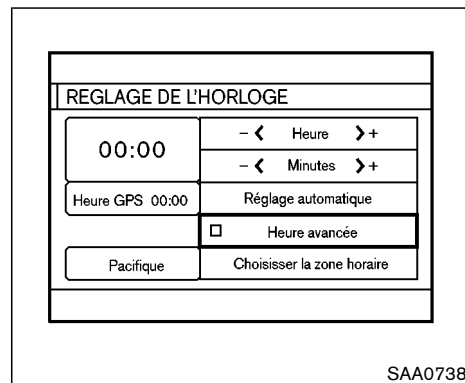 REGLAGE DE L'HORLOGE
00:00
– < Heure > +
– < Minutes > +
Heure GPS 00:00
Réglage automatique
Heure avancée
Pacifique
Choisisser la zone horaire
SAA0738